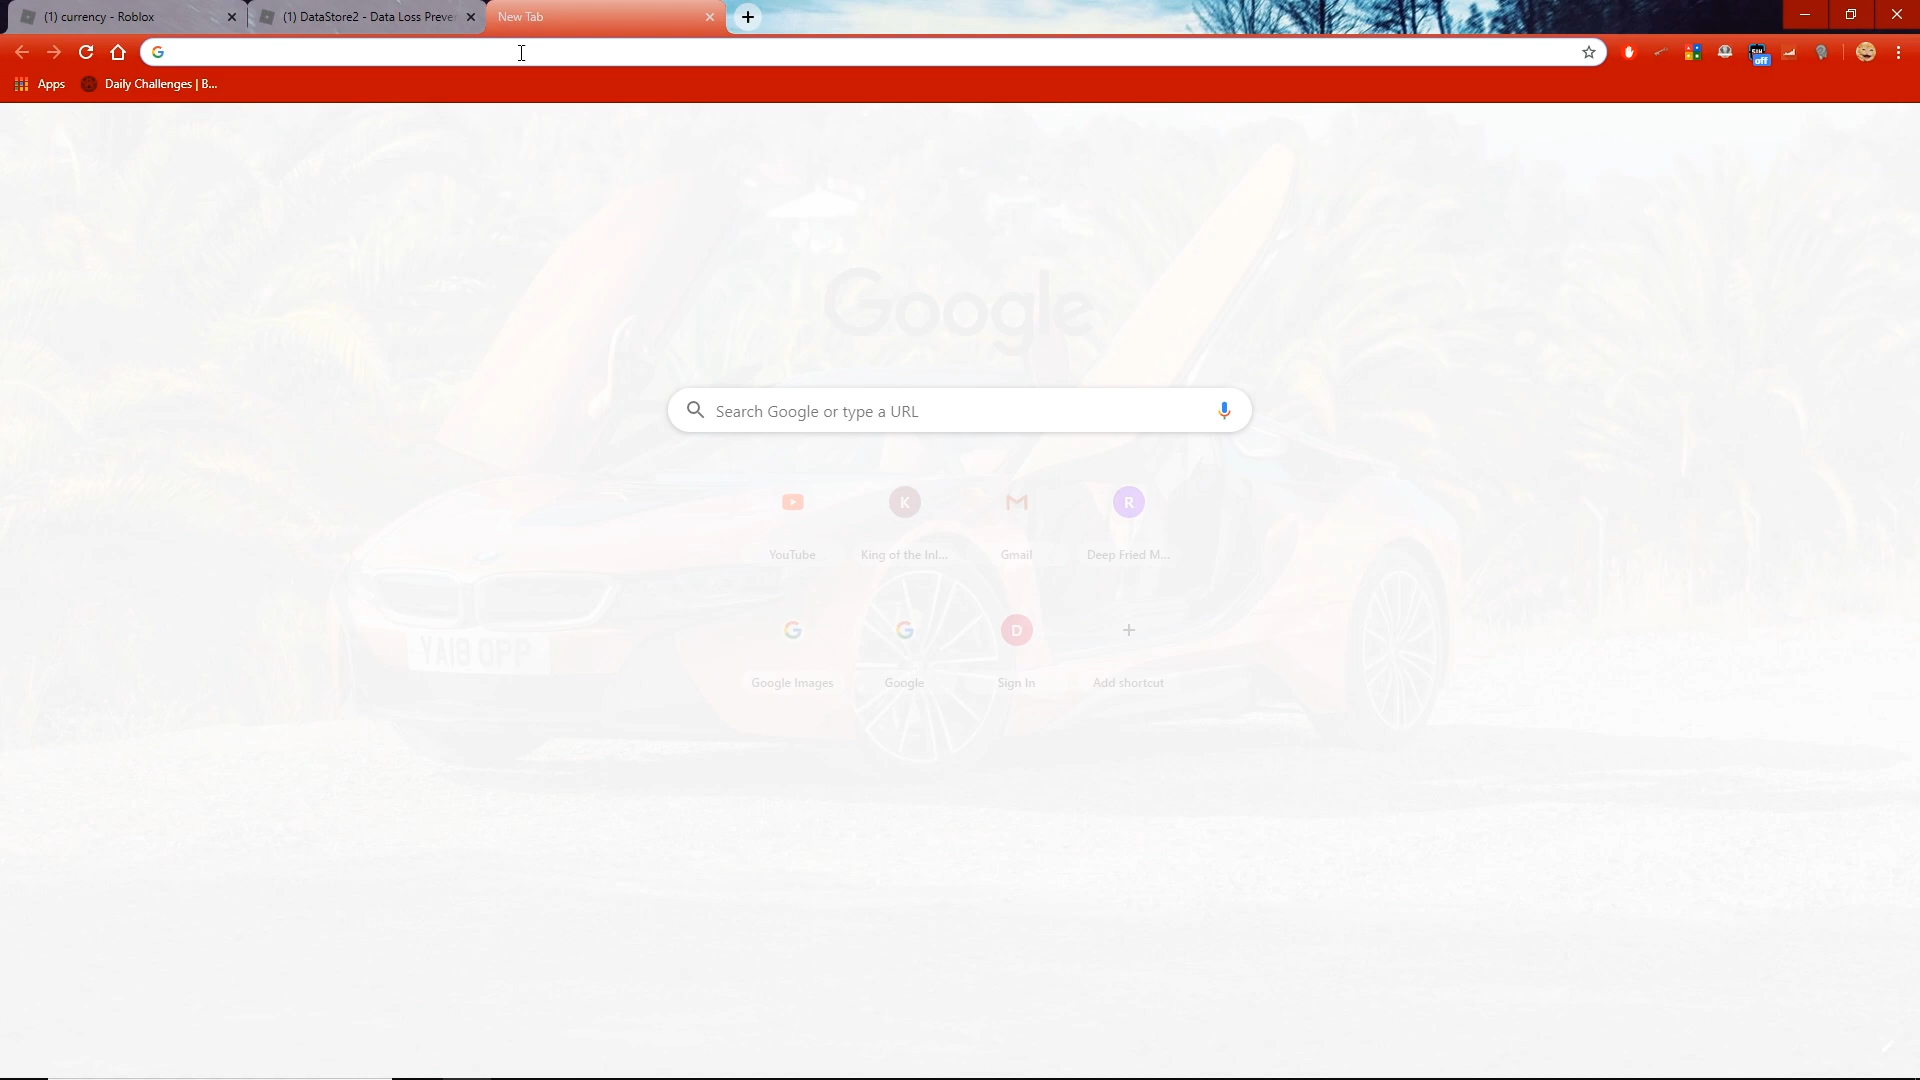 (1) currency - Roblox
(1) DataStore2 - Data Loss Preve
New Tab
off
Apps
Daily Challenges | B...
Google
Search Google or type a URL
K
R
YouTube
King of the Inl...
Gmail
Deep Fried M...
D
YA18 OPP
Google Images
Google
Sign In
Add shortcut